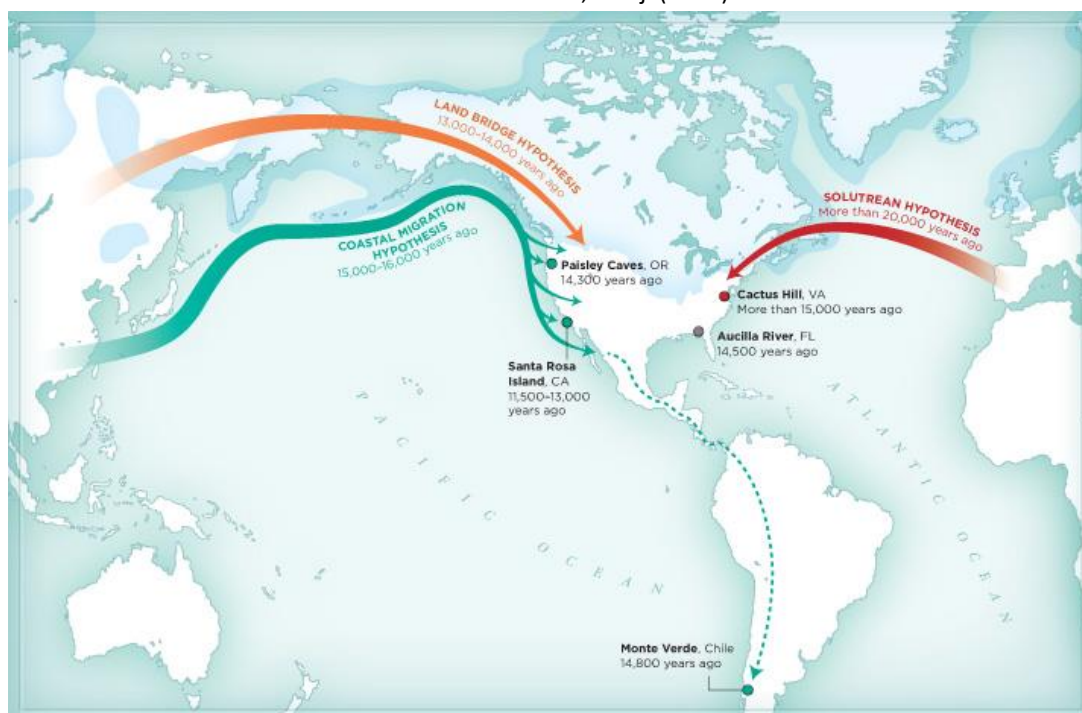 LAND BRIDGE HYPOTHESIS
13,000–14,000 years ago
COASTAL MIGRATION
HYPOTHESIS
15,000–16,000 years ago
SOLUTREAN HYPOTHESIS
More than 20,000 years ago
Paisley Caves, OR
14,300 years ago
Cactus Hill, VA
More than 15,000 years ago
Aucilla River, FL
14,500 years ago
Santa Rosa
Island, CA
11,500–13,000
years ago
PACIFIC OCEAN
ATLANTIC OCEAN
Monte Verde, Chile
14,800 years ago